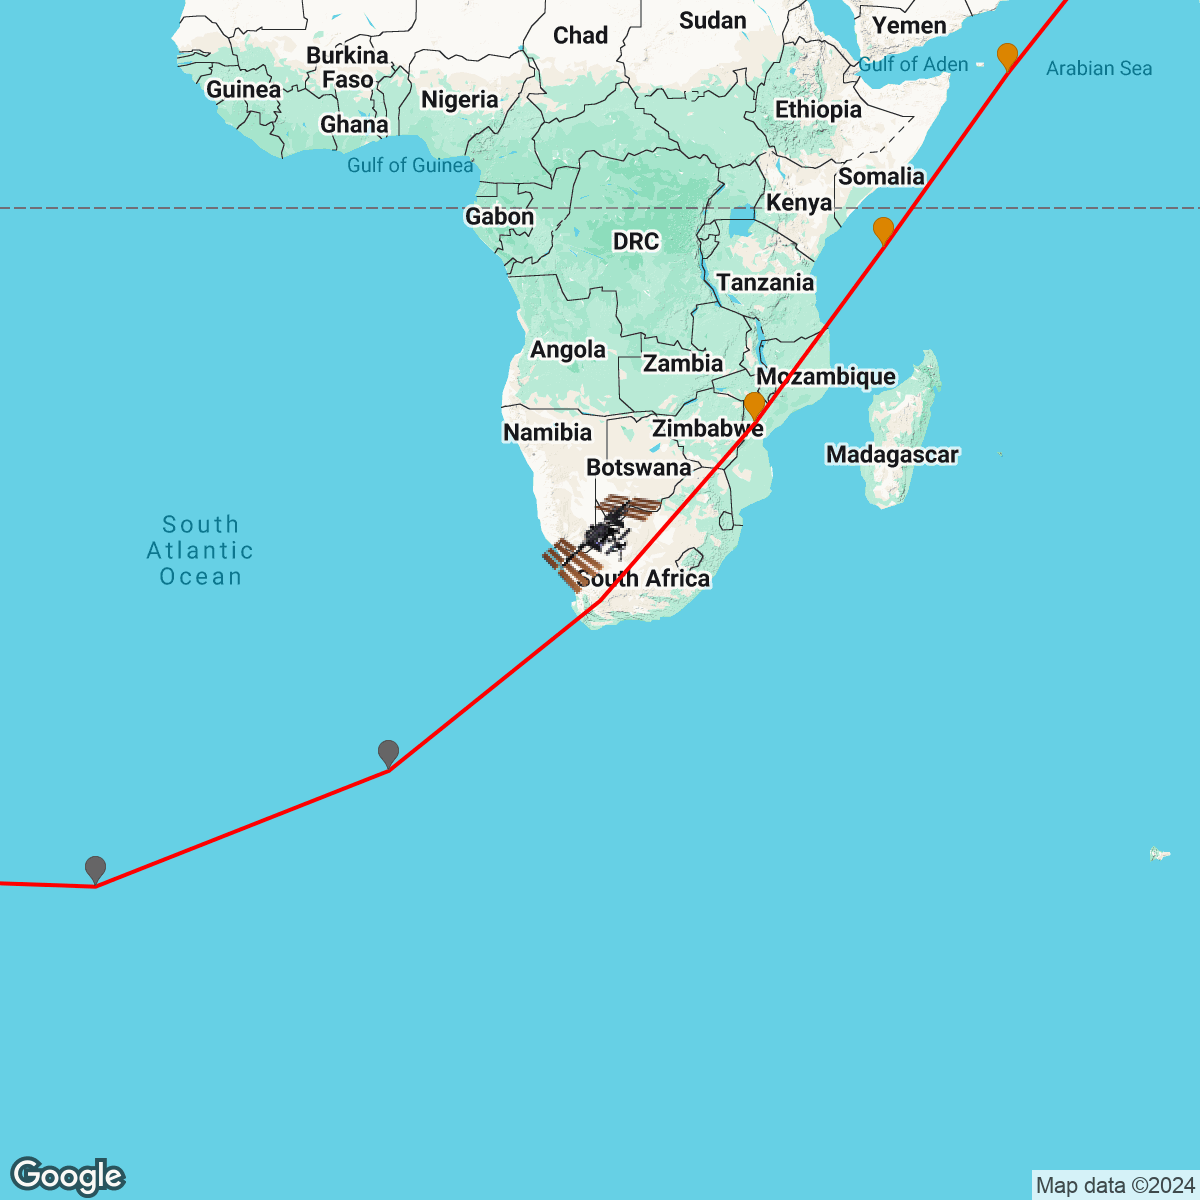 Sudan
Yemen
Chad
Burkina
Faso
Gulf of Aden
Arabian Sea
Guinea
Nigeria
Ethiopia
Ghana
Gulf of Guinea
Somalia
Kenya
Gabon
DRC
Tanzania
Angola
Zambia
Mozambique
Namibia
Zimbabwe
Botswana
Madagascar
South
Atlantic
Ocean
South Africa
Google
Map data ©2024